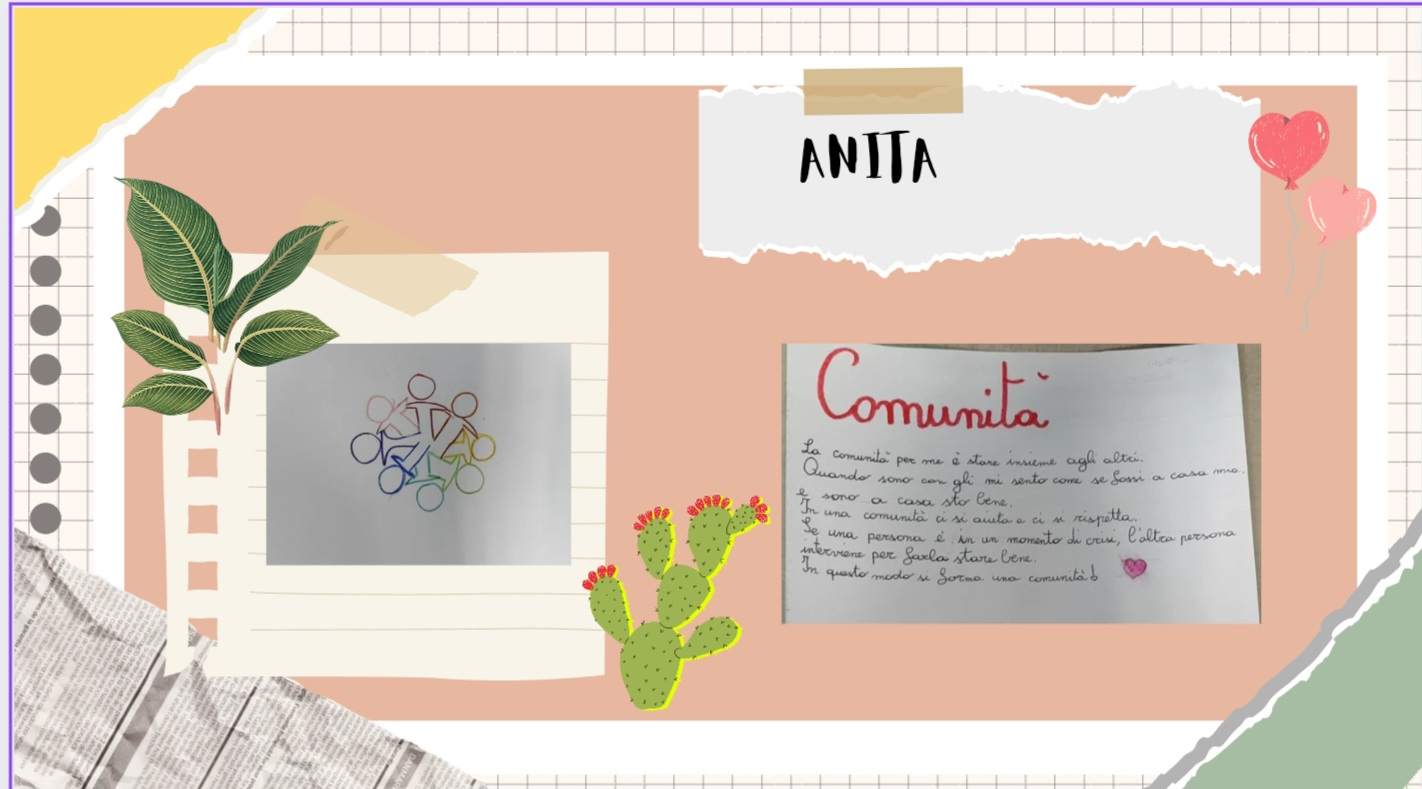 ANITA
Comunità
La comunità per me è stare insieme agli altri.
Quando sono con gli mi sento come se fossi a casa mia.
e sono a casa sto bene.
In una comunità ci si aiuta e ci si rispetta.
Se una persona è in un momento di crisi, l'altra persona
interviene per farla stare bene.
In questo modo si forma una comunità!